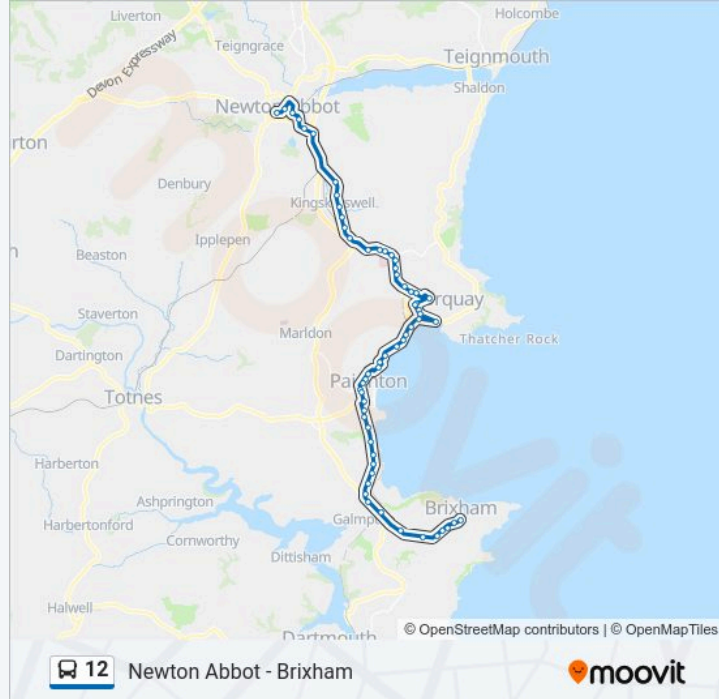 Liverton
Holcombe
Teigngrace
Teignmouth
Devon Expressway
Shaldon
Newton Abbot
rton
Denbury
Kingskerswell
Ipplepen
n
Beaston
Torquay
Staverton
Thatcher Rock
Marldon
Dartington
Paignton
Totnes
Harberton
Ashprington
Brixham
Harbertonford
Galmpt
Cornworthy
Dittisham
Halwell
Dartmouth
© OpenStreetMap contributors | © OpenMapTiles
12 Newton Abbot - Brixham
moovit
moovit